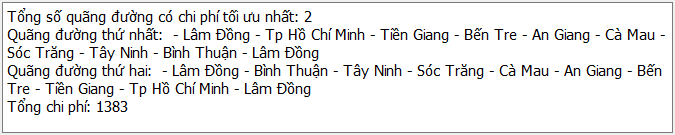 Tổng số quãng đường có chi phí tối ưu nhất: 2
Quãng đường thứ nhất:  - Lâm Đồng - Tp Hồ Chí Minh - Tiền Giang - Bến Tre - An Giang - Cà Mau -
Sóc Trăng - Tây Ninh - Bình Thuận - Lâm Đồng
Quãng đường thứ hai:  - Lâm Đồng - Bình Thuận - Tây Ninh - Sóc Trăng - Cà Mau - An Giang - Bến
Tre - Tiền Giang - Tp Hồ Chí Minh - Lâm Đồng
Tổng chi phí: 1383